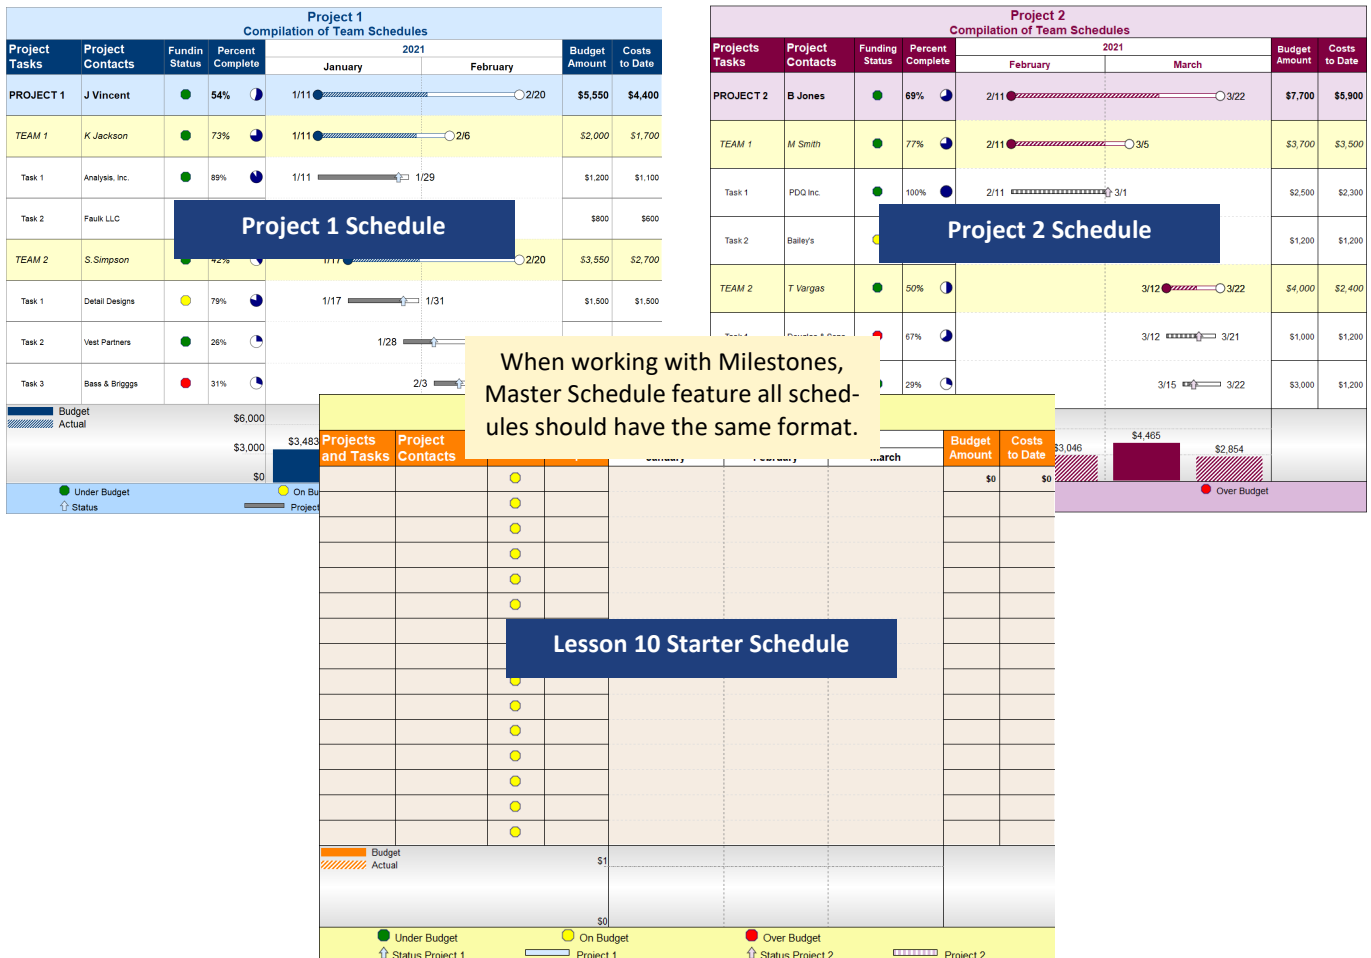 Project 1
Compilation of Team Schedules
Project Tasks Project Contacts Fundin Status Percent Complete 2021 Budget Amount Costs to Date
January February
PROJECT 1 J Vincent 54% 1/11 2/20 $5,550 $4,400
TEAM 1 K Jackson 73% 1/11 2/6 $2,000 $1,700
Task 1 Analysis, Inc. 89% 1/11 1/29 $1,200 $1,100
Task 2 Faulk LLC $800 $600
Project 1 Schedule
TEAM 2 S.Simpson 42% 1/17 2/20 $3,550 $2,700
Task 1 Detail Designs 79% 1/17 1/31 $1,500 $1,500
Task 2 Vest Partners 26% 1/28
Task 3 Bass & Brigggs 31% 2/3
Budget
Actual
$6,000
$3,483
$3,000
$0
Under Budget On Bu
Status Project
Project 2
Compilation of Team Schedules
Projects Tasks Project Contacts Funding Status Percent Complete 2021 Budget Amount Costs to Date
February March
PROJECT 2 B Jones 69% 2/11 3/22 $7,700 $5,900
TEAM 1 M Smith 77% 2/11 3/5 $3,700 $3,500
Task 1 PDQ Inc. 100% 2/11 3/1 $2,500 $2,300
Task 2 Bailey's $1,200 $1,200
Project 2 Schedule
TEAM 2 T Vargas 50% 3/12 3/22 $4,000 $2,400
67% 3/12 3/21 $1,000 $1,200
29% 3/15 3/22 $3,000 $1,200
$3,046 $4,465 $2,854
Over Budget
When working with Milestones,
Master Schedule feature all sched-
ules should have the same format.
Projects and Tasks Project Contacts Budget Amount Costs to Date
January February March
$0 $0
Lesson 10 Starter Schedule
Budget
Actual
$1
$0
Under Budget On Budget Over Budget
Status Project 1 Project 1 Status Project 2 Project 2